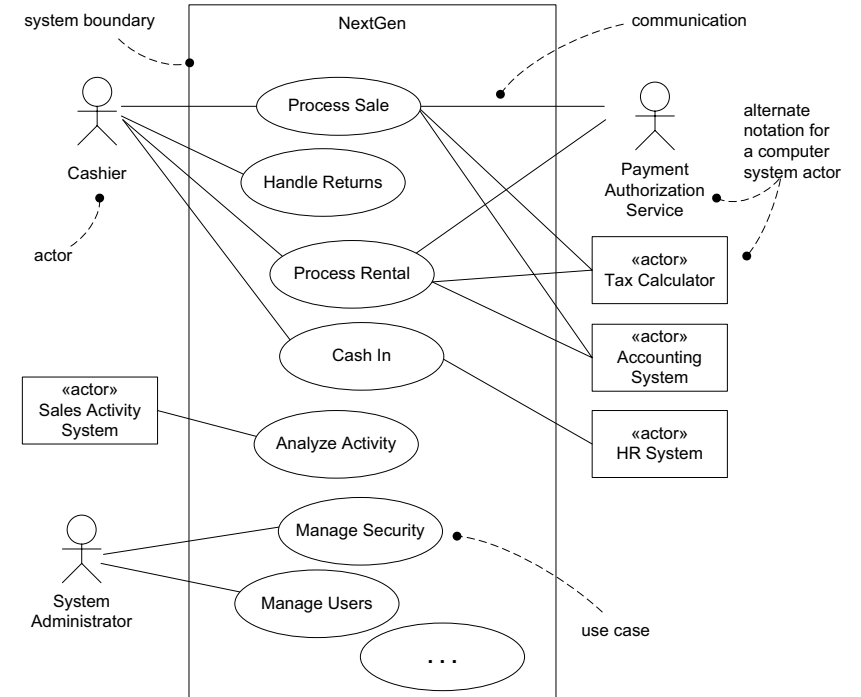 system boundary
NextGen
communication
Process Sale
Cashier
Handle Returns
Payment
Authorization
Service
alternate
notation for
a computer
system actor
actor
Process Rental
«actor»
Tax Calculator
Cash In
«actor»
Accounting
System
«actor»
Sales Activity
System
Analyze Activity
«actor»
HR System
Manage Security
System
Administrator
Manage Users
use case
. . .